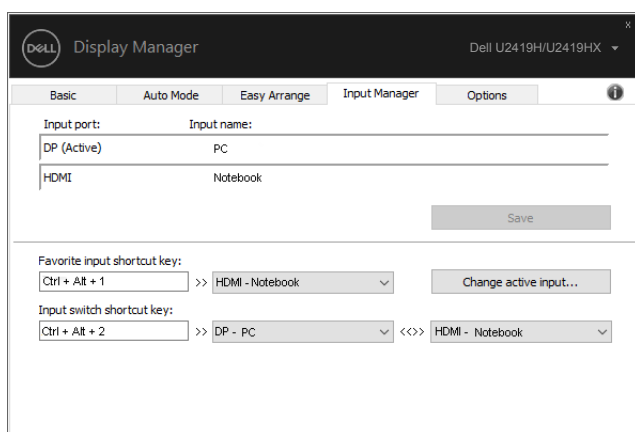 x
DELL Display Manager Dell U2419H/U2419HX
Basic Auto Mode Easy Arrange Input Manager Options i
Input port: Input name:
DP (Active) PC
HDMI Notebook
Save
Favorite input shortcut key:
Ctrl + Alt + 1 >> HDMI - Notebook Change active input...
Input switch shortcut key:
Ctrl + Alt + 2 >> DP - PC <<>> HDMI - Notebook